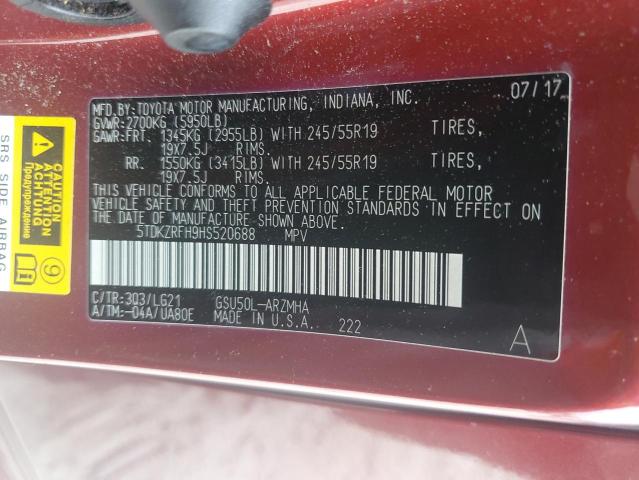 MFD.BY:TOYOTA MOTOR MANUFACTURING, INDIANA, INC. 07/17
GVWR:2700KG (5950LB)
GAWR:FRT. 1345KG (2955LB) WITH 245/55R19 TIRES,
19X7.5J RIMS,
RR. 1550KG (3415LB) WITH 245/55R19 TIRES,
19X7.5J RIMS.
THIS VEHICLE CONFORMS TO ALL APPLICABLE FEDERAL MOTOR
VEHICLE SAFETY AND THEFT PREVENTION STANDARDS IN EFFECT ON
THE DATE OF MANUFACTURE SHOWN ABOVE.
5TDKZRFH9HS520688 MPV
C/TR:3Q3/LG21 GSU50L-ARZMHA
A/TM:-04A/UA80E MADE IN U.S.A. 222
A
SRS SIDE AIRBAG
WARNING
ATTENTION
ACHTUNG
Предупреждение
9